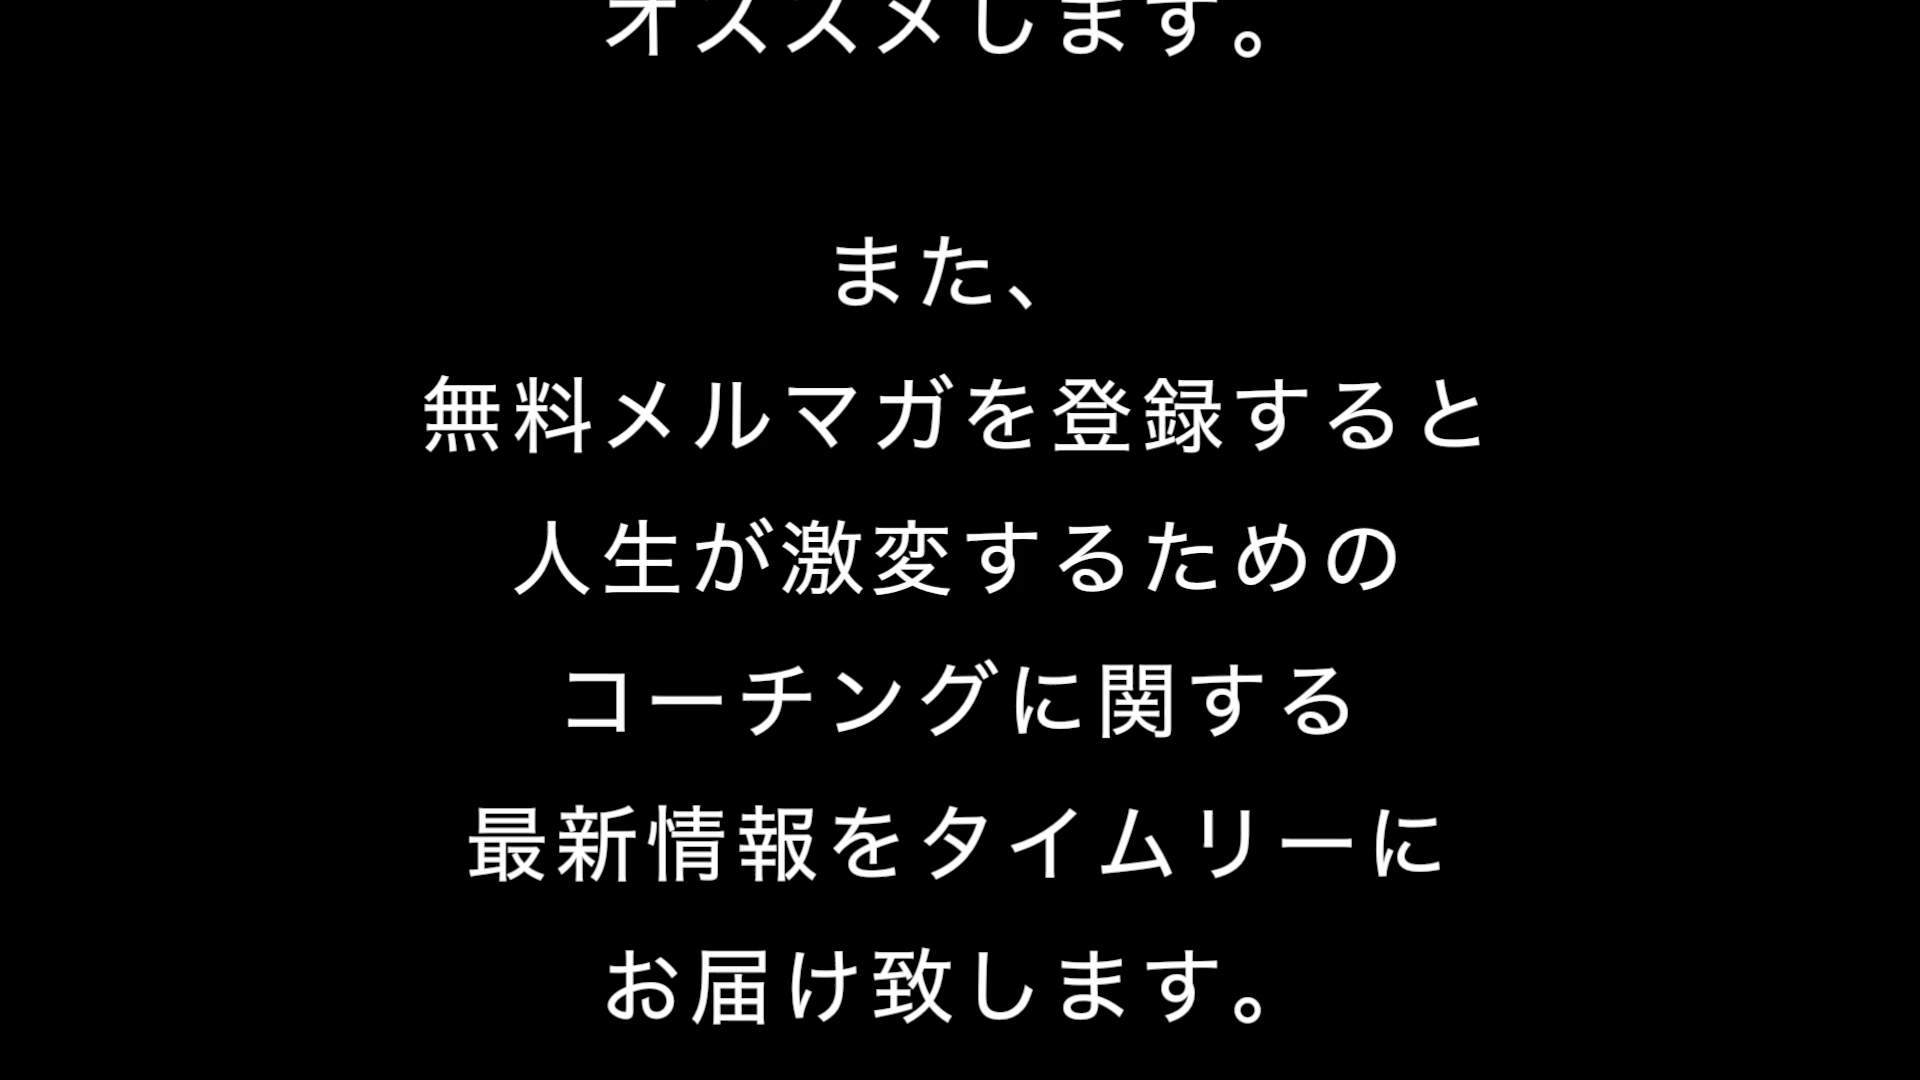 オススメします。
また、
無料メルマガを登録すると
人生が激変するための
コーチングに関する
最新情報をタイムリーに
お届け致します。